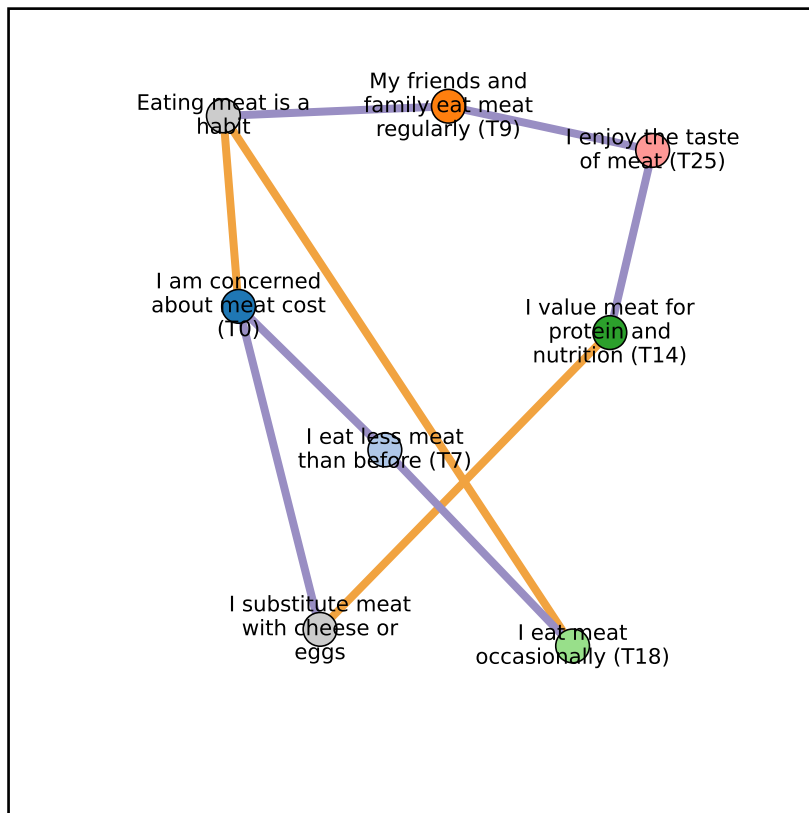 My friends and
family eat meat
regularly (T9)
Eating meat is a
habit
I enjoy the taste
of meat (T25)
I am concerned
about meat cost
(T0)
I value meat for
protein and
nutrition (T14)
I eat less meat
than before (T7)
I substitute meat
with cheese or
eggs
I eat meat
occasionally (T18)